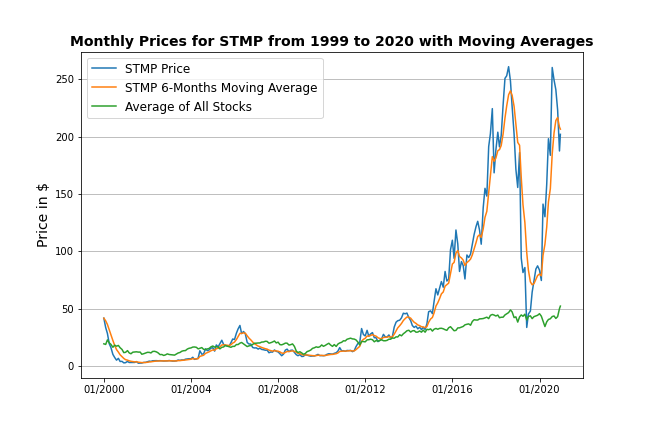 Monthly Prices for STMP from 1999 to 2020 with Moving Averages
STMP Price
STMP 6-Months Moving Average
Average of All Stocks
Price in $
250
200
150
100
50
0
01/2000
01/2004
01/2008
01/2012
01/2016
01/2020